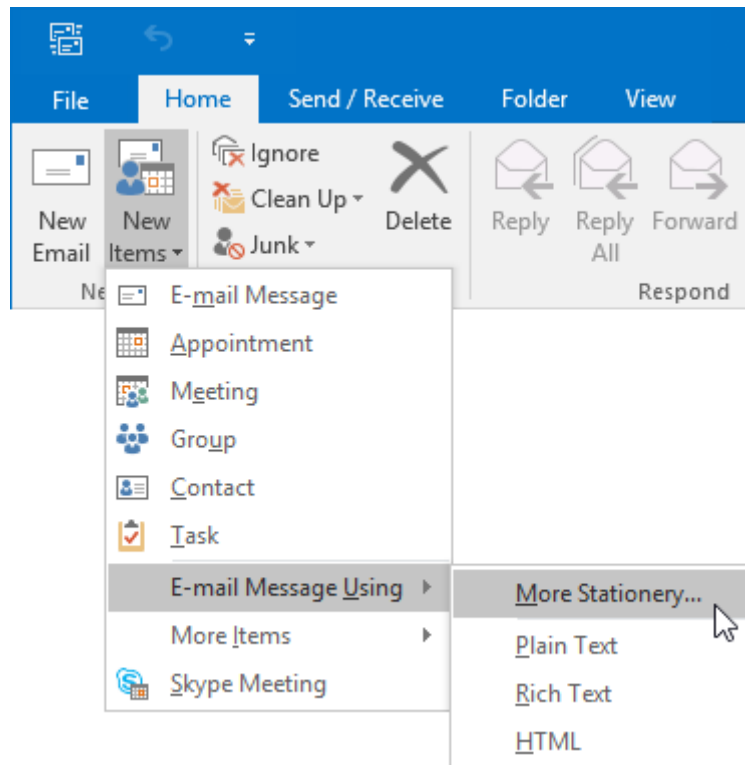 File Home Send / Receive Folder View
Ignore
Clean Up
Junk
New Email
New Items
Delete
Reply
Reply All
Forward
Ne
Respond
E-mail Message
Appointment
Meeting
Group
Contact
Task
E-mail Message Using
More Items
Skype Meeting
More Stationery...
Plain Text
Rich Text
HTML